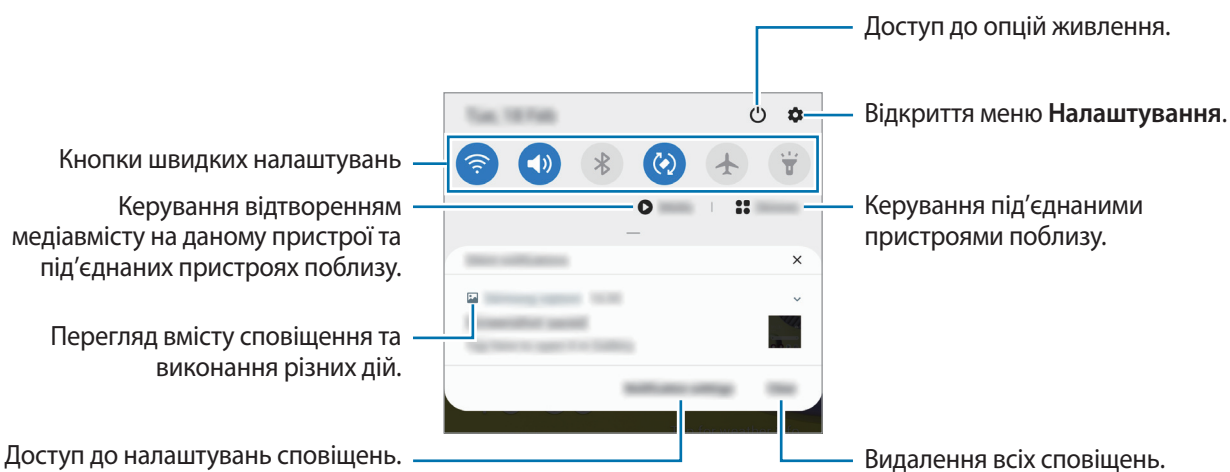 Доступ до опцій живлення.
Відкриття меню Налаштування.
Кнопки швидких налаштувань
Керування відтворенням
медіавмісту на даному пристрої та
під’єднаних пристроях поблизу.
Керування під’єднаними
пристроями поблизу.
Перегляд вмісту сповіщення та
виконання різних дій.
Доступ до налаштувань сповіщень.
Видалення всіх сповіщень.